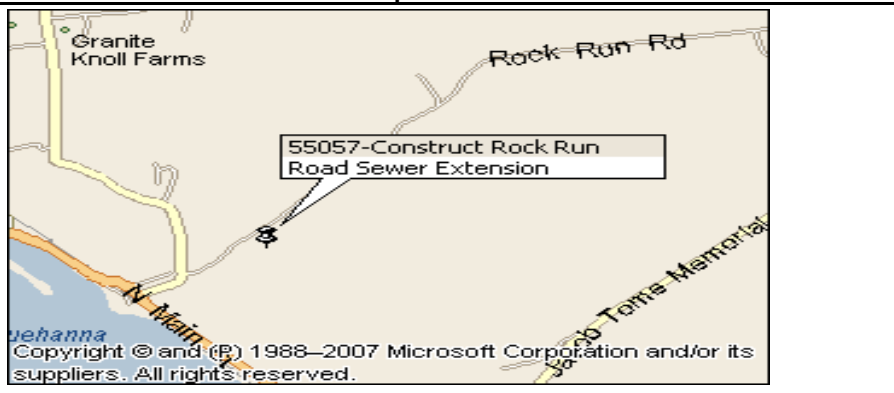 Granite
Knoll Farms
Rock Run Rd
55057-Construct Rock Run
Road Sewer Extension
Jacob Tome Memorial
N Main
uehanna
Copyright © and (P) 1988–2007 Microsoft Corporation and/or its
suppliers. All rights reserved.